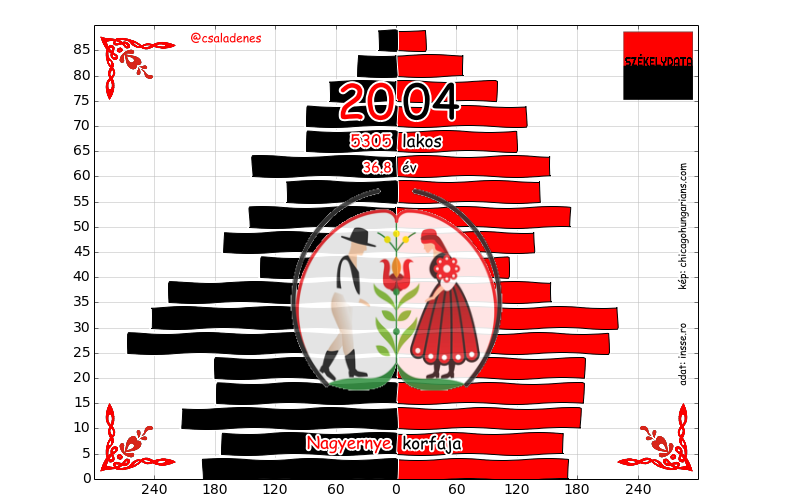 @csaladenes
SZÉKELYDATA
2004
5305 lakos
36.8 év
kép: chicagohungarians.com
adat: insse.ro
Nagyernye korfája
85
80
75
70
65
60
55
50
45
40
35
30
25
20
15
10
5
0
240 180 120 60 0 60 120 180 240